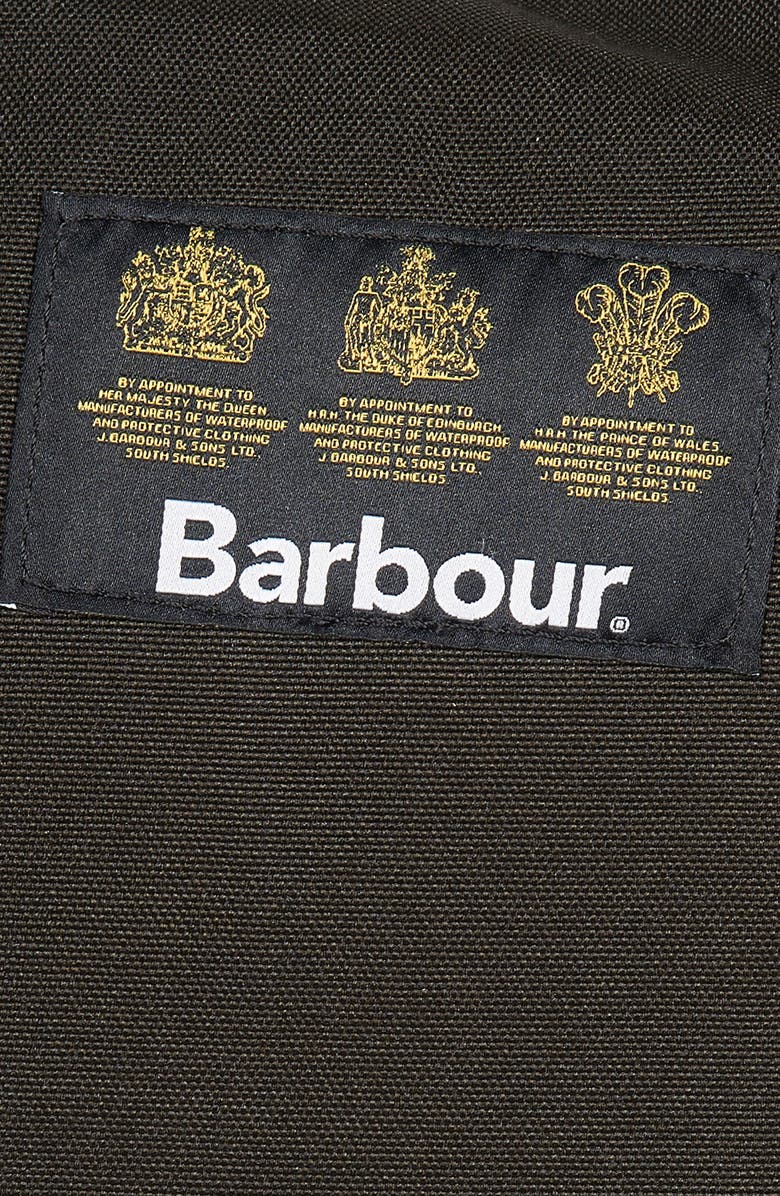 BY APPOINTMENT TO
HER MAJESTY THE QUEEN
MANUFACTURERS OF WATERPROOF
AND PROTECTIVE CLOTHING
J. BARBOUR & SONS LTD.,
SOUTH SHIELDS.
BY APPOINTMENT TO
H.R.H. THE DUKE OF EDINBURGH
MANUFACTURERS OF WATERPROOF
AND PROTECTIVE CLOTHING
J. BARBOUR & SONS LTD.,
SOUTH SHIELDS.
BY APPOINTMENT TO
H.R.H. THE PRINCE OF WALES
MANUFACTURERS OF WATERPROOF
AND PROTECTIVE CLOTHING
J. BARBOUR & SONS LTD.,
SOUTH SHIELDS.
Barbour.®